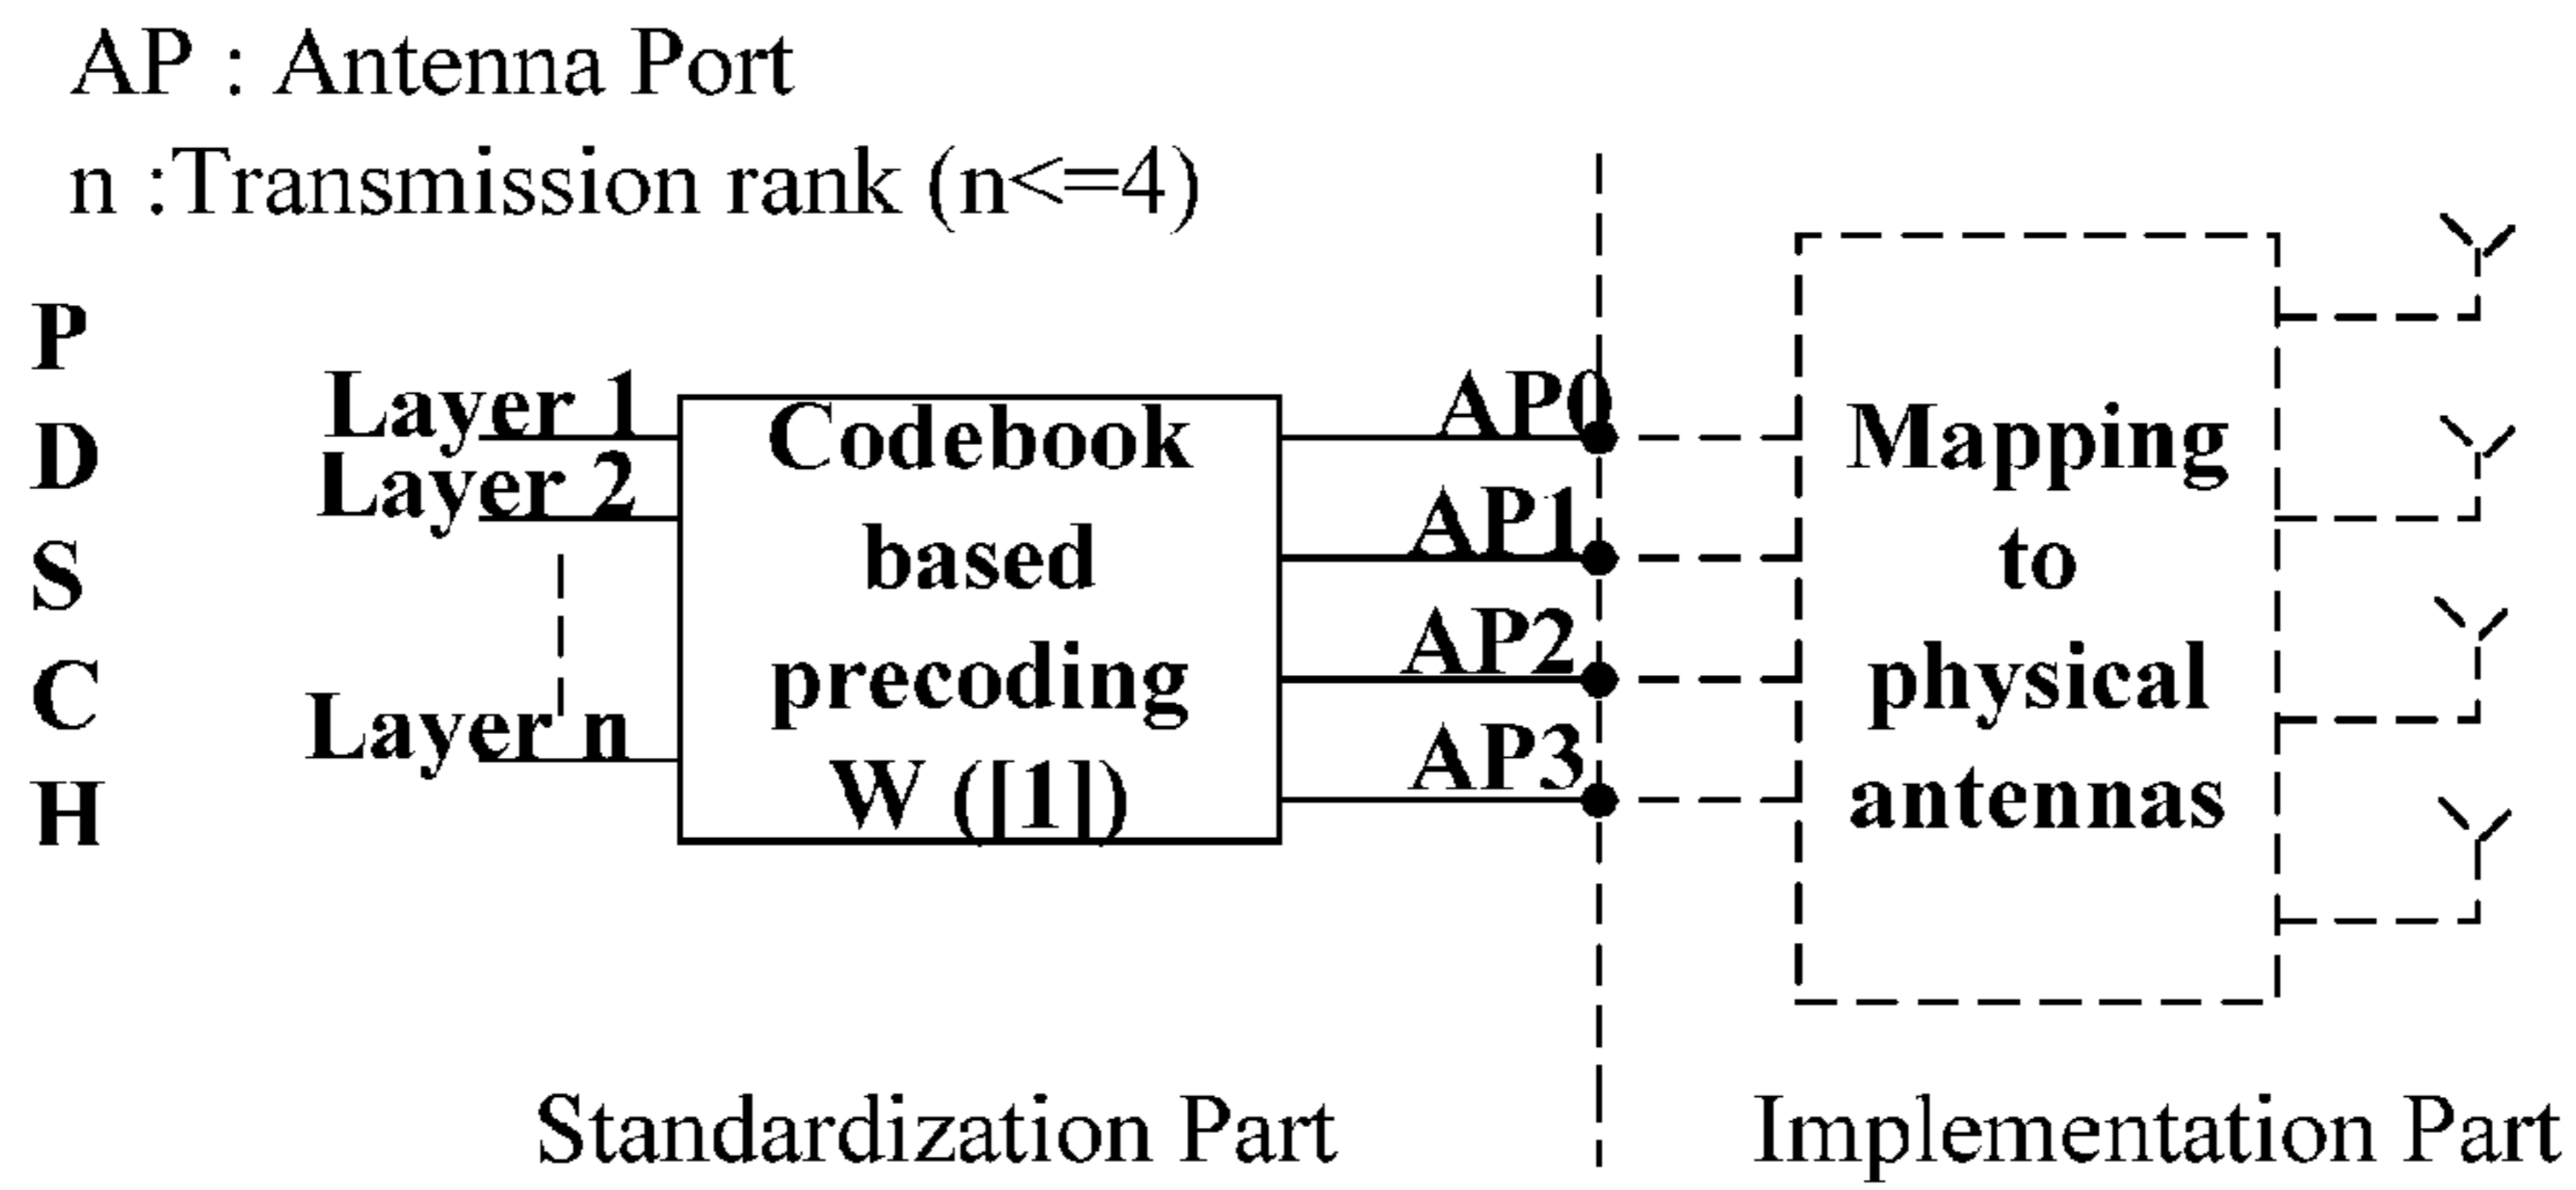 AP : Antenna Port
n :Transmission rank (n<=4)
P
D
S
C
H
Layer 1
Layer 2
Layer n
Codebook
based
precoding
W ([1])
AP0
AP1
AP2
AP3
Mapping
to
physical
antennas
Standardization Part
Implementation Part